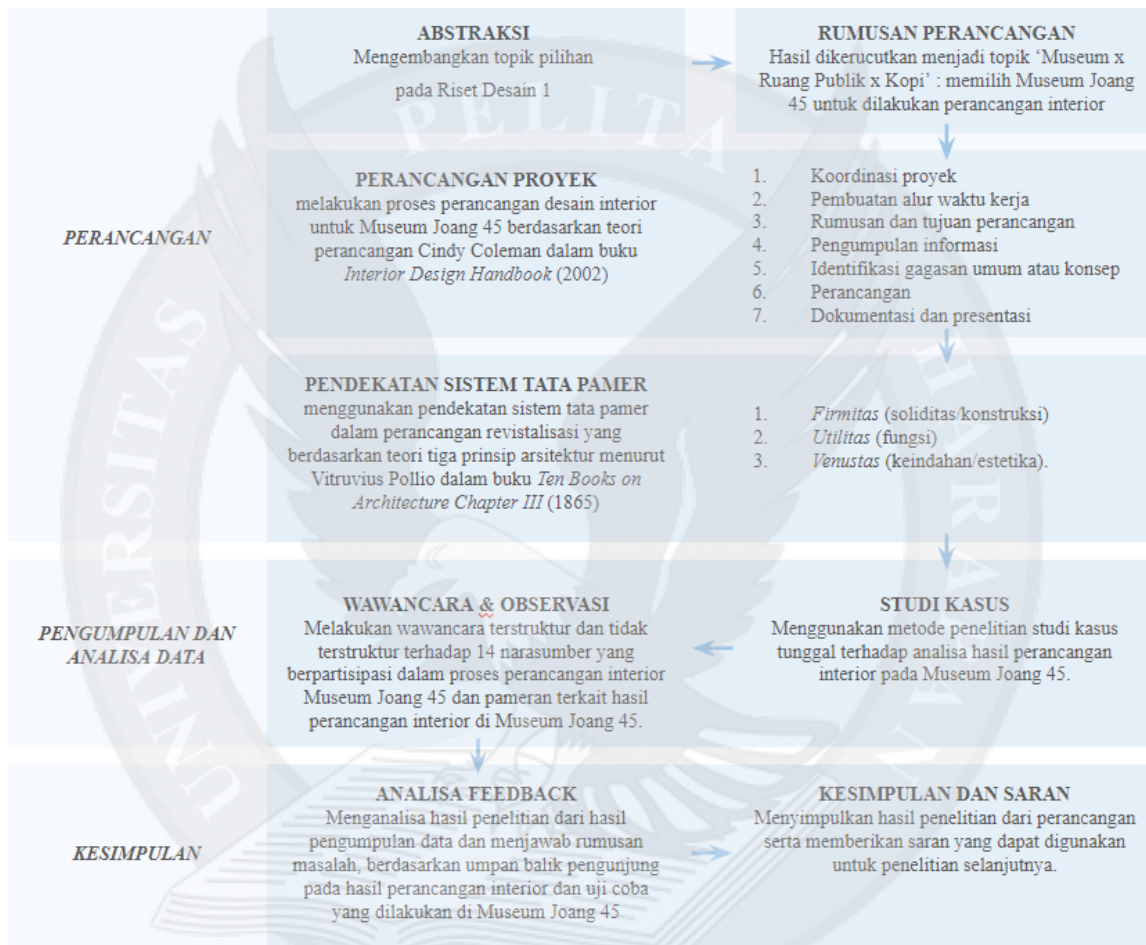 ABSTRAKSI
Mengembangkan topik pilihan
pada Riset Desain 1
RUMUSAN PERANCANGAN
Hasil dikerucutkan menjadi topik ‘Museum x
Ruang Publik x Kopi’ : memilih Museum Joang
45 untuk dilakukan perancangan interior
PERANCANGAN
PERANCANGAN PROYEK
melakukan proses perancangan desain interior
untuk Museum Joang 45 berdasarkan teori
perancangan Cindy Coleman dalam buku
Interior Design Handbook (2002)
1. Koordinasi proyek
2. Pembuatan alur waktu kerja
3. Rumusan dan tujuan perancangan
4. Pengumpulan informasi
5. Identifikasi gagasan umum atau konsep
6. Perancangan
7. Dokumentasi dan presentasi
PENDEKATAN SISTEM TATA PAMER
menggunakan pendekatan sistem tata pamer
dalam perancangan revistalisasi yang
berdasarkan teori tiga prinsip arsitektur menurut
Vitruvius Pollio dalam buku Ten Books on
Architecture Chapter III (1865)
1. Firmitas (soliditas/konstruksi)
2. Utilitas (fungsi)
3. Venustas (keindahan/estetika).
PENGUMPULAN DAN
ANALISA DATA
WAWANCARA & OBSERVASI
Melakukan wawancara terstruktur dan tidak
terstruktur terhadap 14 narasumber yang
berpartisipasi dalam proses perancangan interior
Museum Joang 45 dan pameran terkait hasil
perancangan interior di Museum Joang 45.
STUDI KASUS
Menggunakan metode penelitian studi kasus
tunggal terhadap analisa hasil perancangan
interior pada Museum Joang 45.
KESIMPULAN
ANALISA FEEDBACK
Menganalisa hasil penelitian dari hasil
pengumpulan data dan menjawab rumusan
masalah, berdasarkan umpan balik pengunjung
pada hasil perancangan interior dan uji coba
yang dilakukan di Museum Joang 45
KESIMPULAN DAN SARAN
Menyimpulkan hasil penelitian dari perancangan
serta memberikan saran yang dapat digunakan
untuk penelitian selanjutnya.
UNIVERSITAS PELITA HARAPAN